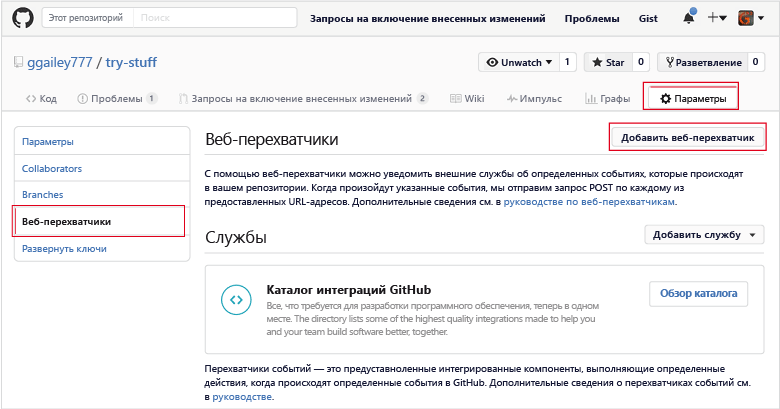 Этот репозиторий Поиск Запросы на включение внесенных изменений Проблемы Gist
ggailey777 / try-stuff Unwatch 1 Star 0 Разветвление 0
Код Проблемы 1 Запросы на включение внесенных изменений 2 Wiki Импульс Графы Параметры
Параметры
Collaborators
Branches
Веб-перехватчики
Развернуть ключи
Веб-перехватчики Добавить веб-перехватчик
С помощью веб-перехватчики можно уведомить внешние службы об определенных событиях, которые происходят
в вашем репозитории. Когда произойдут указанные события, мы отправим запрос POST по каждому из
предоставленных URL-адресов. Дополнительные сведения см. в руководстве по веб-перехватчикам.
Службы Добавить службу
Каталог интеграций GitHub
Все, что требуется для разработки программного обеспечения, теперь в одном
месте. The directory lists some of the highest quality integrations made to help you
and your team build software better, together.
Обзор каталога
Перехватчики событий — это предустановноленные интегрированные компоненты, выполняющие определенные
действия, когда происходят определенные события в GitHub. Дополнительные сведения о перехватчиках событий см.
в руководстве.